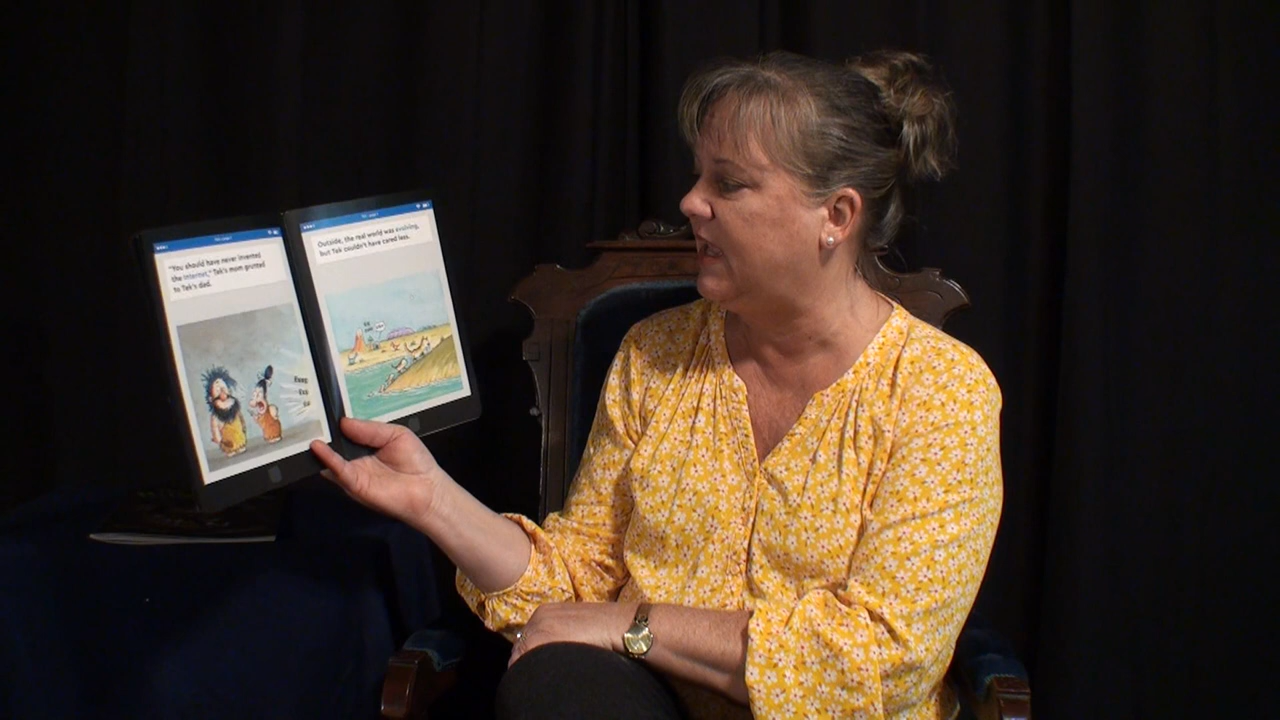 "You should have never invented
the internet," Tek's mom grunted
to Tek's dad.
Outside, the real world was evolving,
but Tek couldn't have cared less.